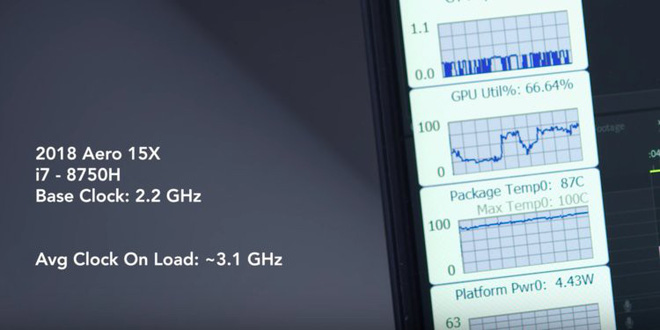 2018 Aero 15X
i7 - 8750H
Base Clock: 2.2 GHz
Avg Clock On Load: ~3.1 GHz
1.1
0.0
GPU Util%: 66.64%
100
0
Package Temp0: 87C
Max Temp0: 100C
100
0
Platform Pwr0: 4.43W
63